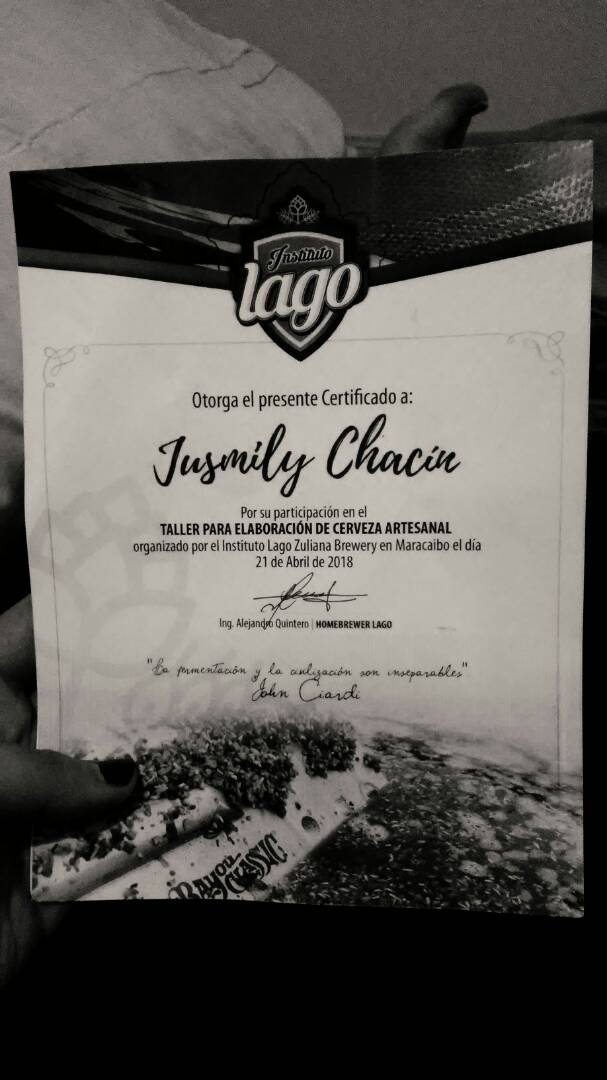 Instituto
lago
Otorga el presente Certificado a:
Jusmily Chacín
Por su participación en el
TALLER PARA ELABORACIÓN DE CERVEZA ARTESANAL
organizado por el Instituto Lago Zuliana Brewery en Maracaibo el día
21 de Abril de 2018
Ing. Alejandro Quintero | HOMEBREWER LAGO
"La fermentación y la civilización son inseparables"
John Ciardi
BAYOU
CLASSIC